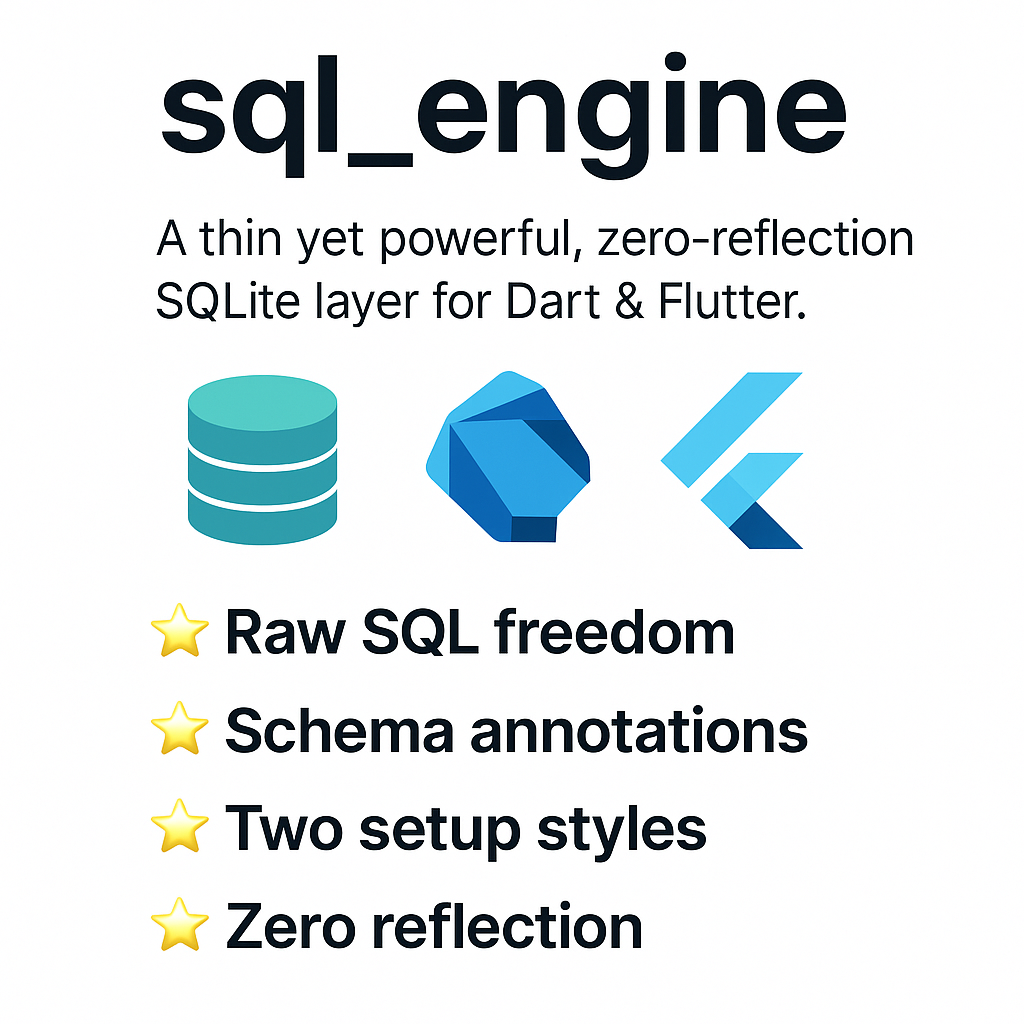 sql_engine
A thin yet powerful, zero-reflection
SQLite layer for Dart & Flutter.
Raw SQL freedom
Schema annotations
Two setup styles
Zero reflection